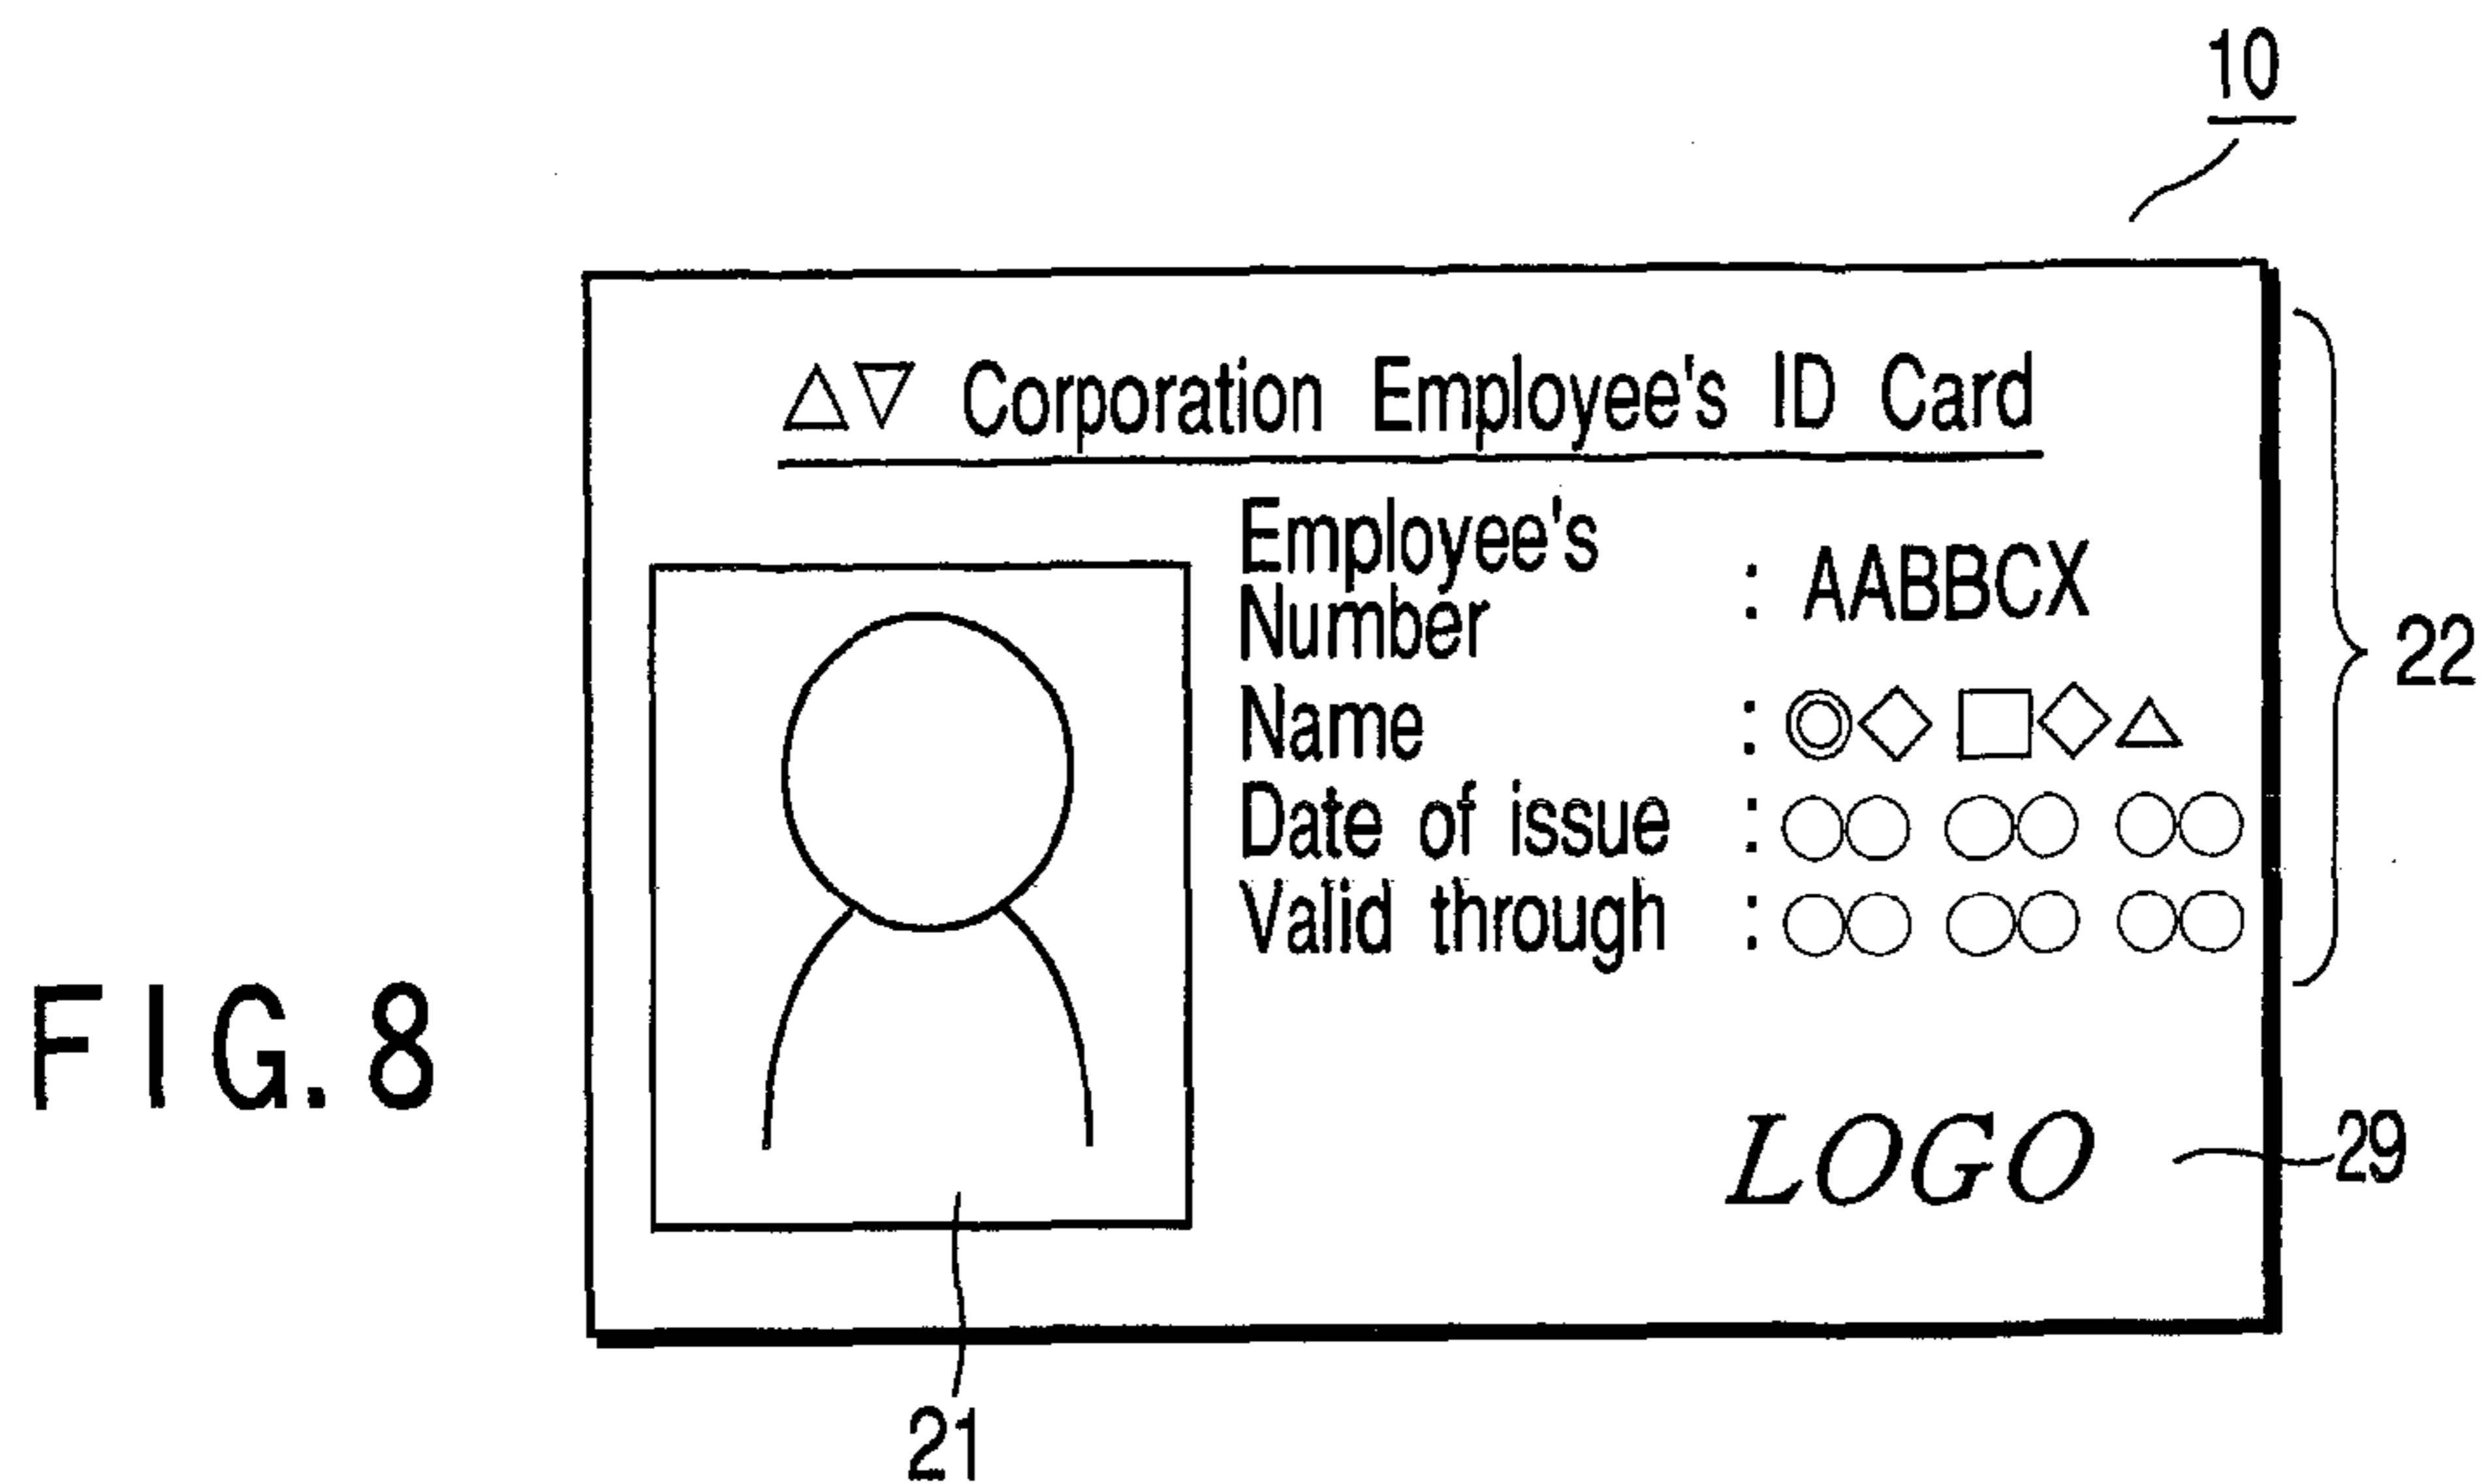 10
△▽ Corporation Employee's ID Card
Employee's
Number : AABBCX
Name : ◎◇ □◇△
Date of issue : ○○ ○○ ○○
Valid through : ○○ ○○ ○○
22
FIG. 8
LOGO
29
21